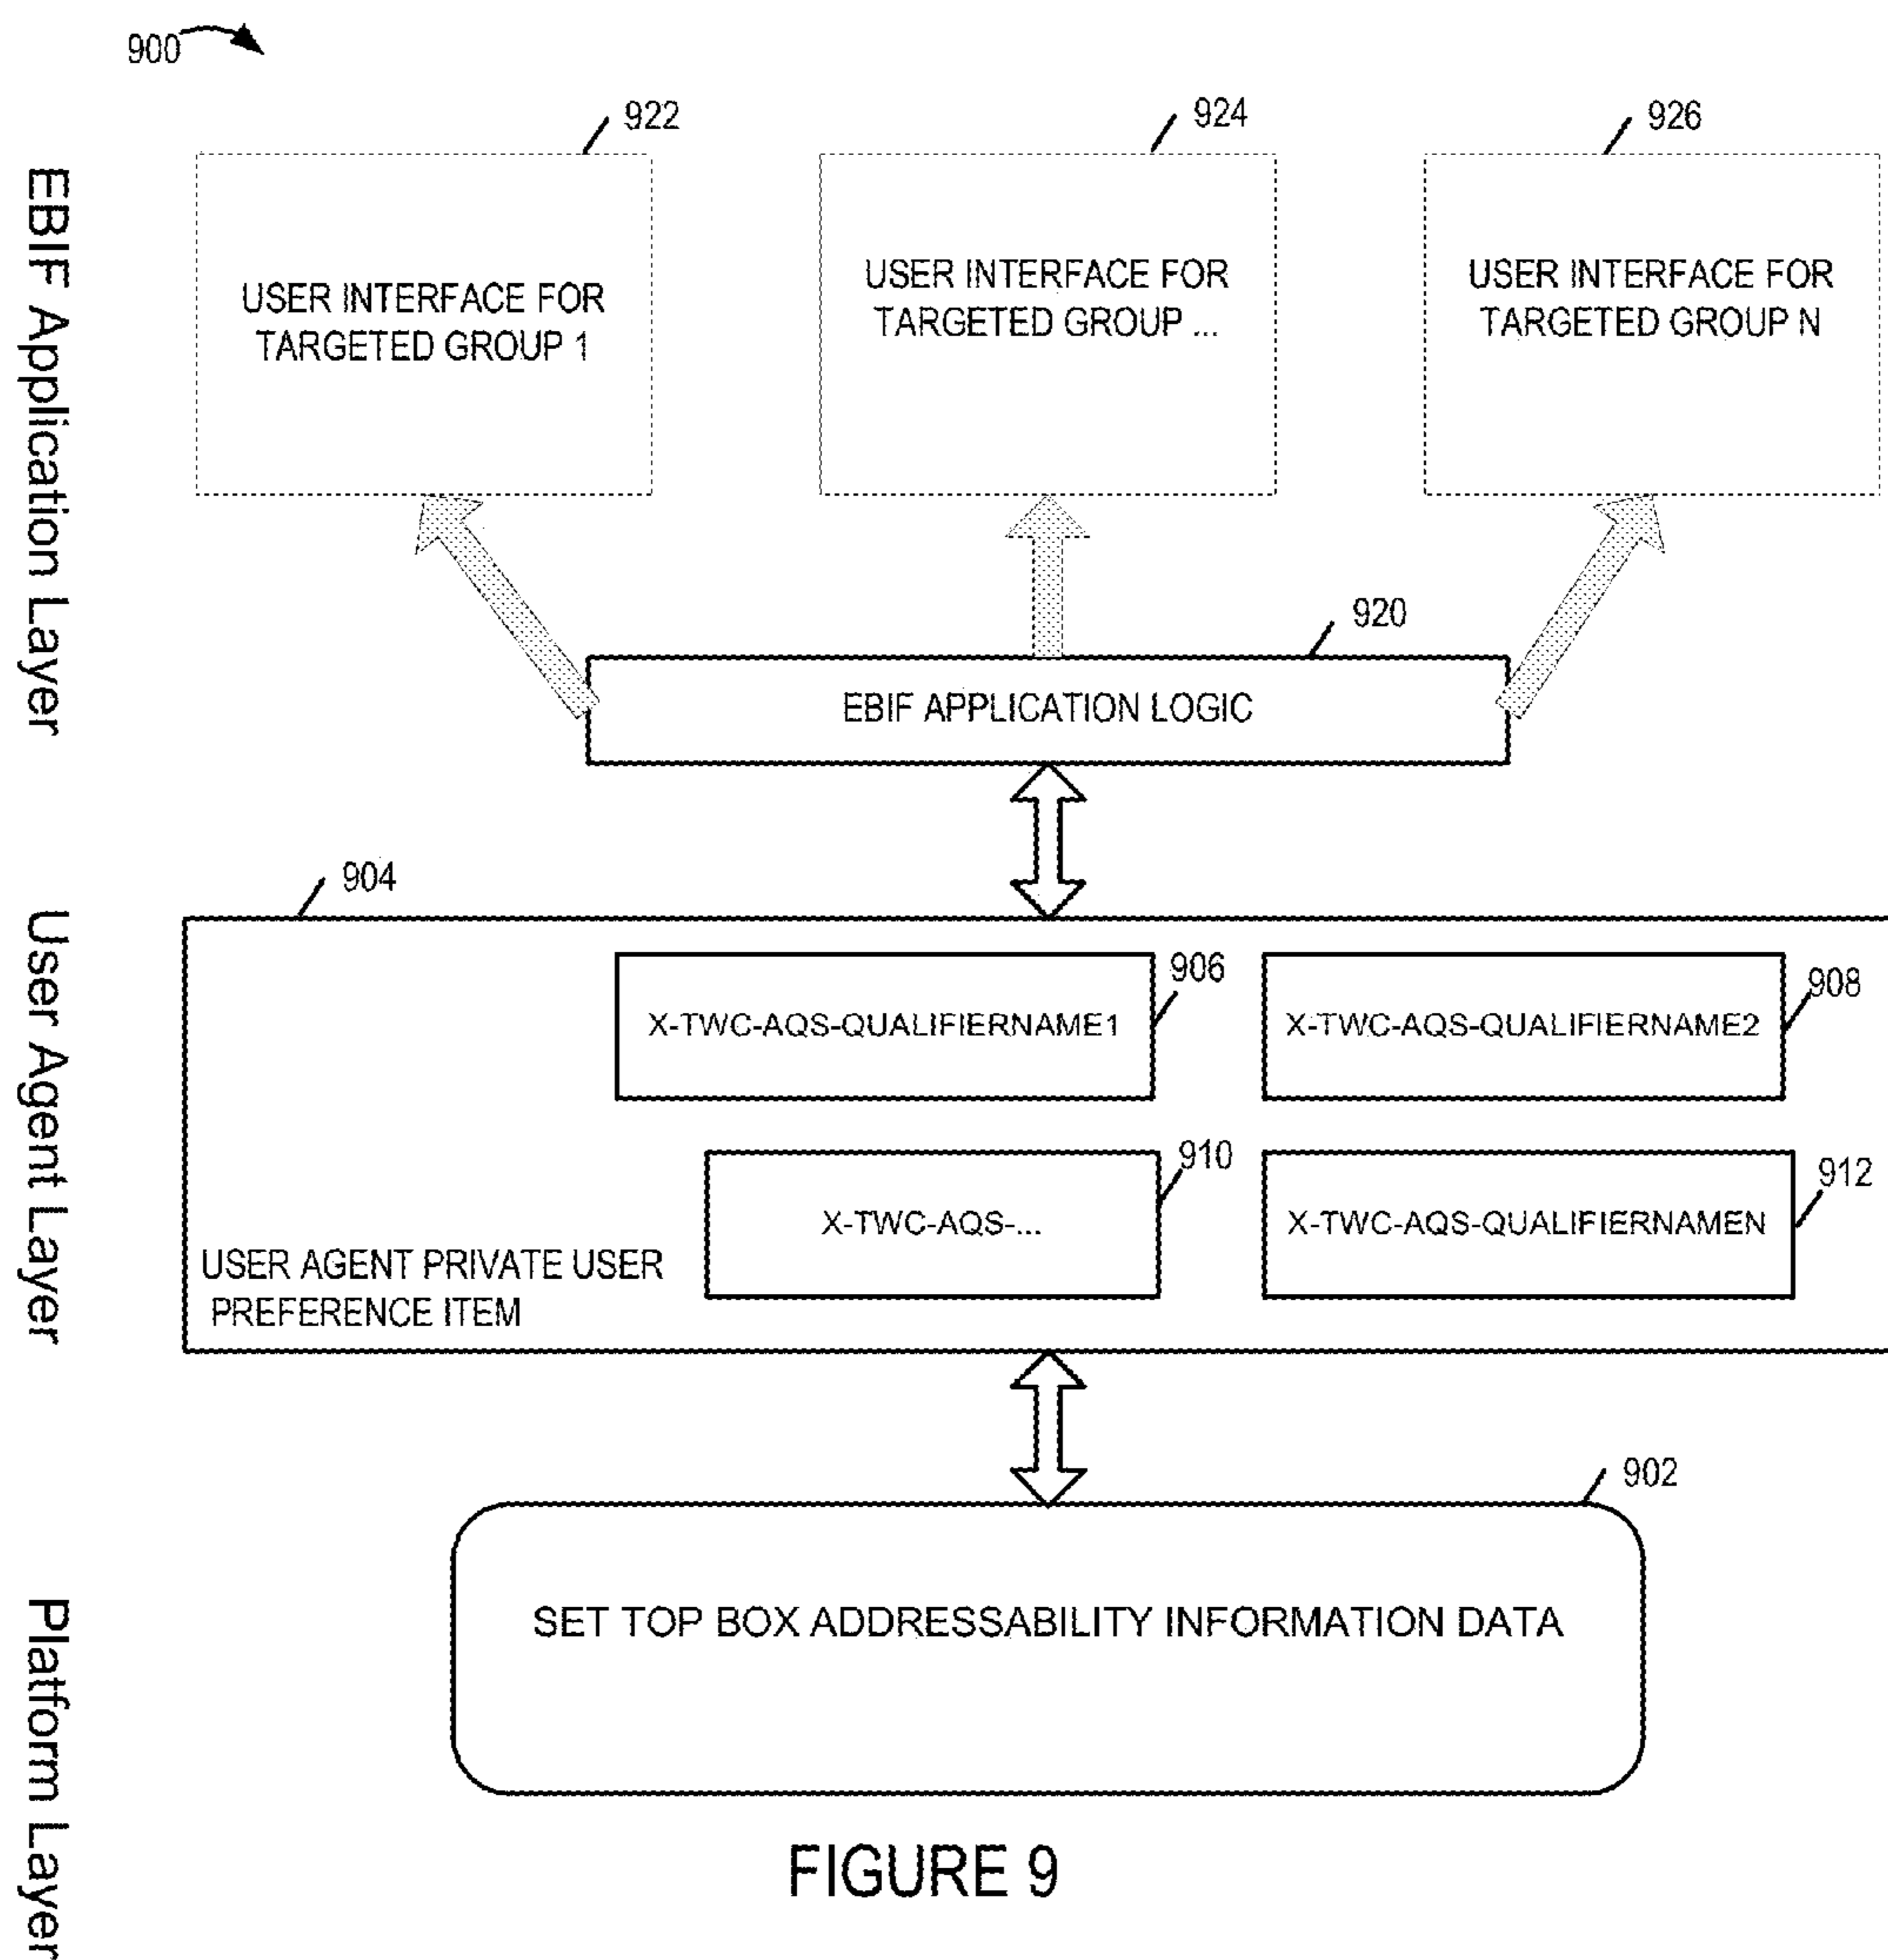 900
922
924
926
EBIF Application Layer
USER INTERFACE FOR
TARGETED GROUP 1
USER INTERFACE FOR
TARGETED GROUP ...
USER INTERFACE FOR
TARGETED GROUP N
920
EBIF APPLICATION LOGIC
904
User Agent Layer
906
908
X-TWC-AQS-QUALIFIERNAME1
X-TWC-AQS-QUALIFIERNAME2
910
912
X-TWC-AQS-...
X-TWC-AQS-QUALIFIERNAMEN
USER AGENT PRIVATE USER
PREFERENCE ITEM
902
Platform Layer
SET TOP BOX ADDRESSABILITY INFORMATION DATA
FIGURE 9